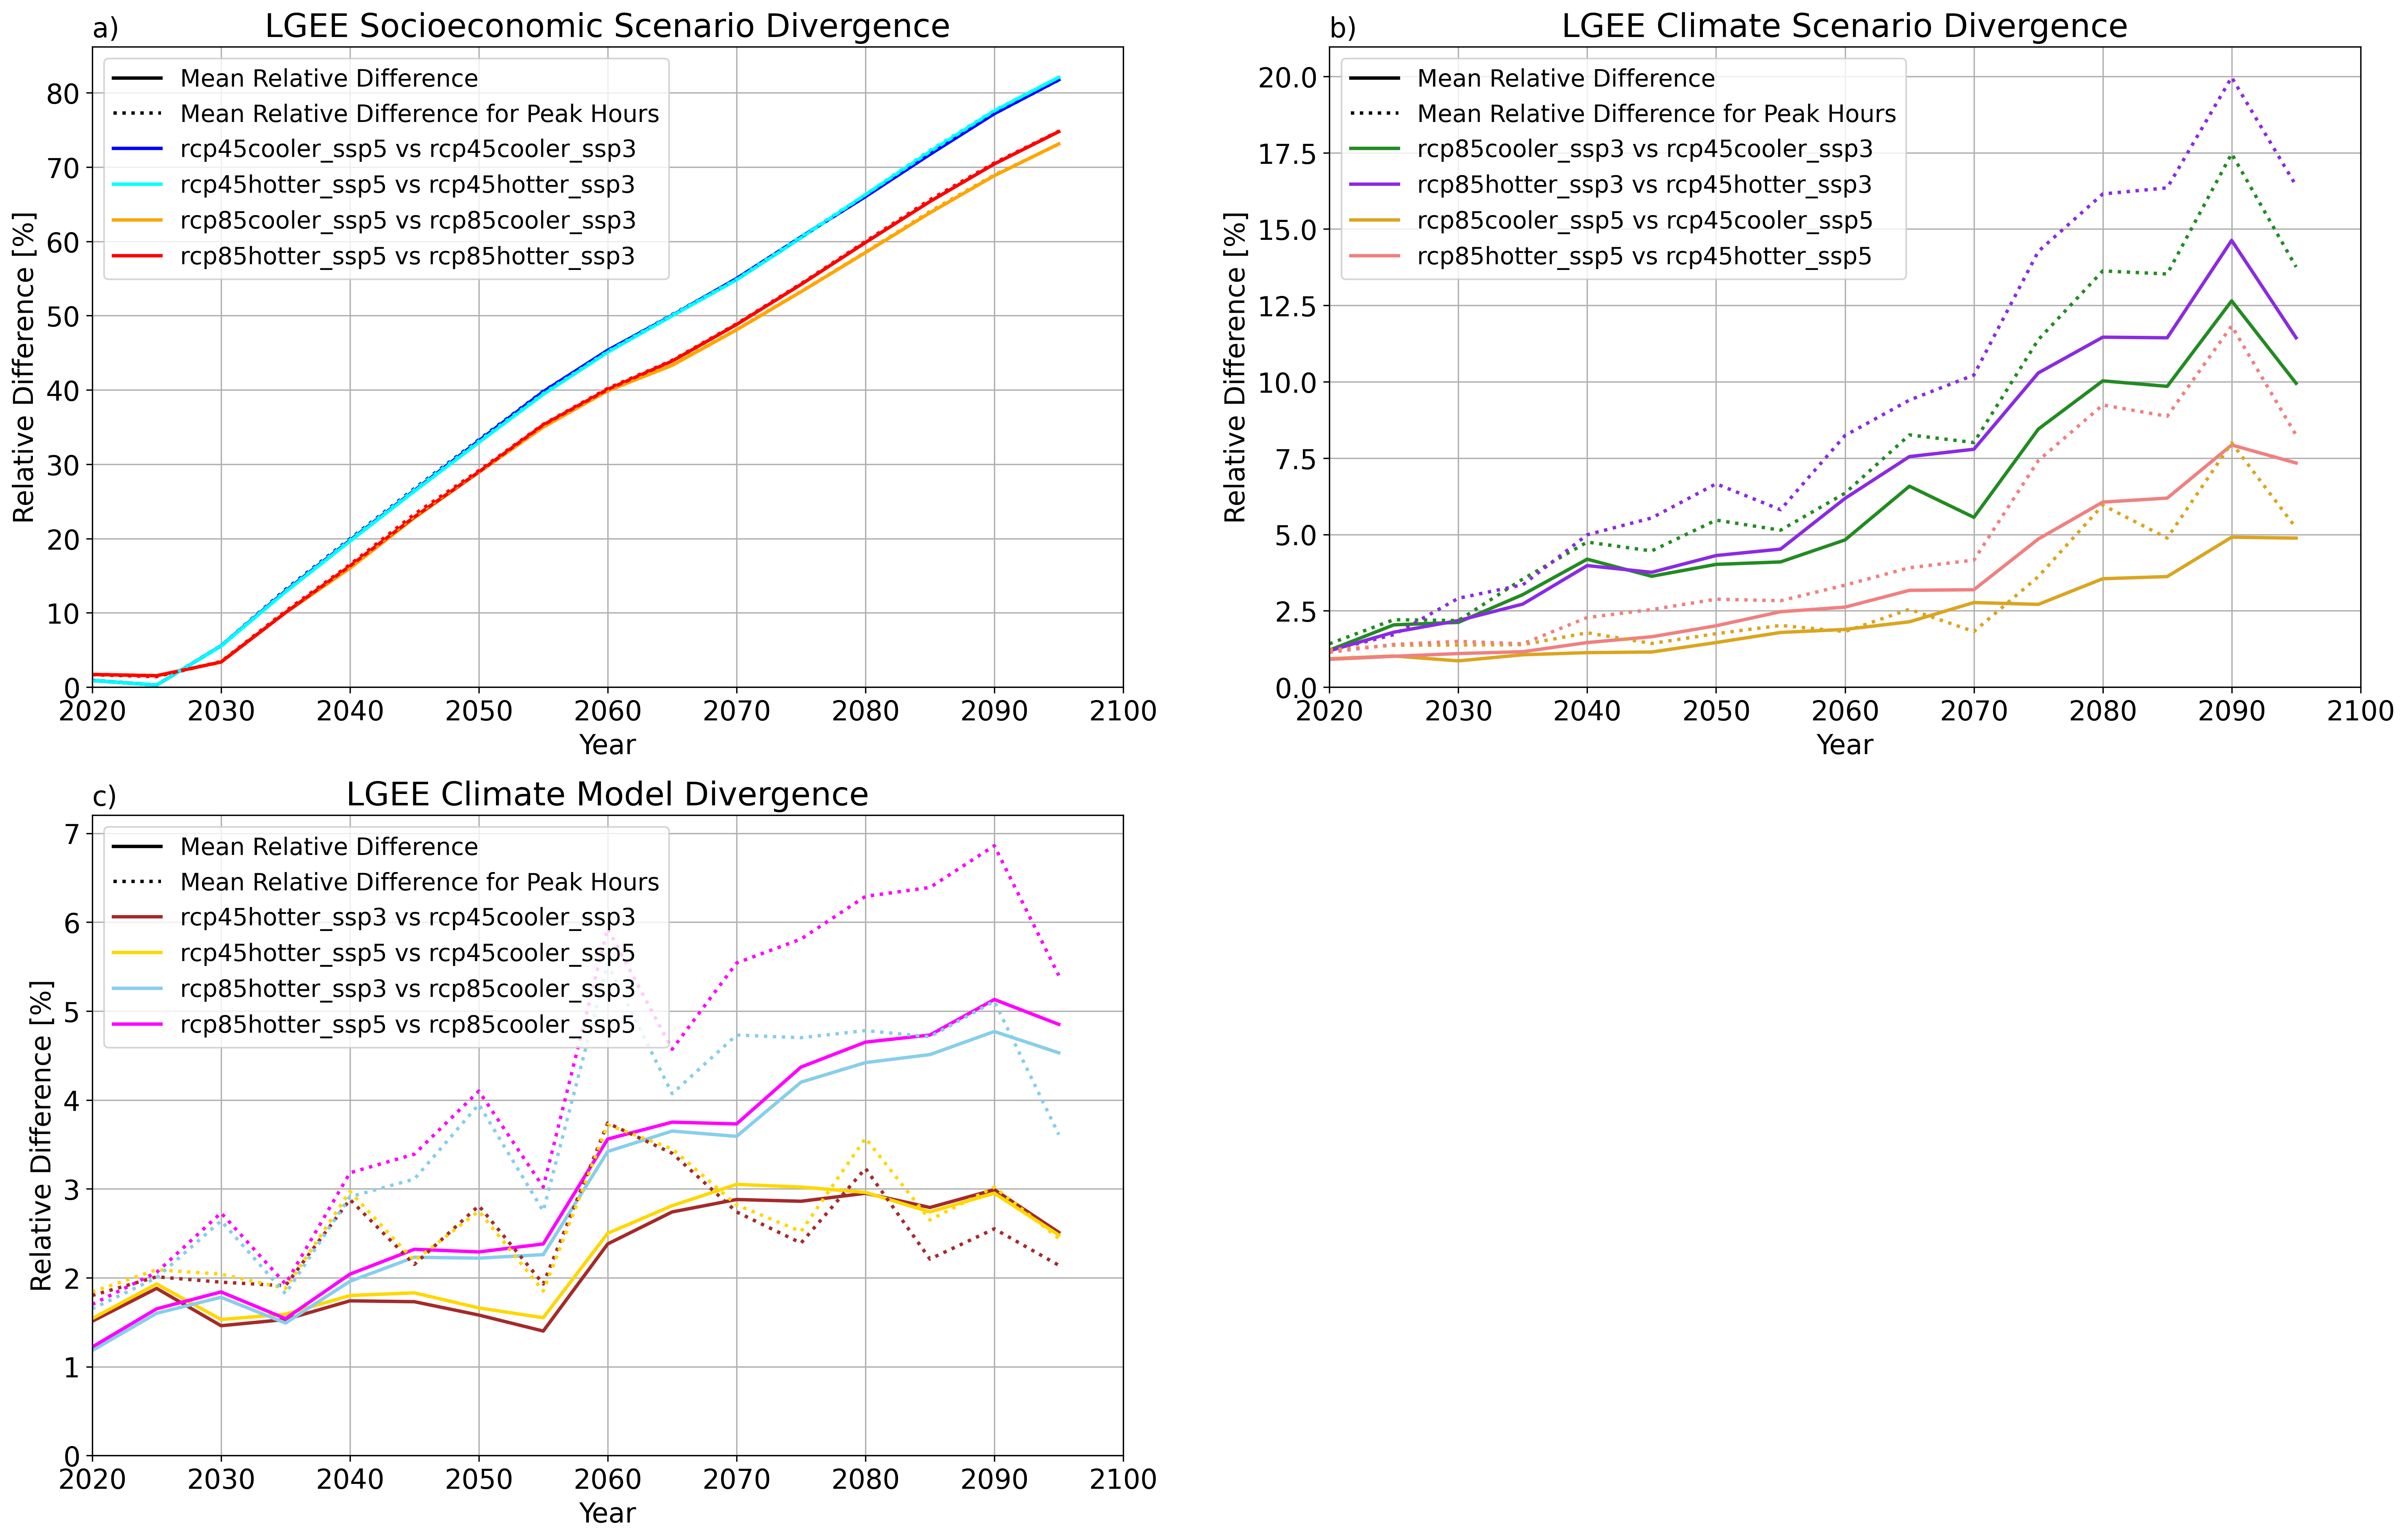 a)
LGEE Socioeconomic Scenario Divergence
Mean Relative Difference
Mean Relative Difference for Peak Hours
rcp45cooler_ssp5 vs rcp45cooler_ssp3
rcp45hotter_ssp5 vs rcp45hotter_ssp3
rcp85cooler_ssp5 vs rcp85cooler_ssp3
rcp85hotter_ssp5 vs rcp85hotter_ssp3
Relative Difference [%]
80
70
60
50
40
30
20
10
0
2020 2030 2040 2050 2060 2070 2080 2090 2100
Year
b)
LGEE Climate Scenario Divergence
Mean Relative Difference
Mean Relative Difference for Peak Hours
rcp85cooler_ssp3 vs rcp45cooler_ssp3
rcp85hotter_ssp3 vs rcp45hotter_ssp3
rcp85cooler_ssp5 vs rcp45cooler_ssp5
rcp85hotter_ssp5 vs rcp45hotter_ssp5
Relative Difference [%]
20.0
17.5
15.0
12.5
10.0
7.5
5.0
2.5
0.0
2020 2030 2040 2050 2060 2070 2080 2090 2100
Year
c)
LGEE Climate Model Divergence
Mean Relative Difference
Mean Relative Difference for Peak Hours
rcp45hotter_ssp3 vs rcp45cooler_ssp3
rcp45hotter_ssp5 vs rcp45cooler_ssp5
rcp85hotter_ssp3 vs rcp85cooler_ssp3
rcp85hotter_ssp5 vs rcp85cooler_ssp5
Relative Difference [%]
7
6
5
4
3
2
1
0
2020 2030 2040 2050 2060 2070 2080 2090 2100
Year